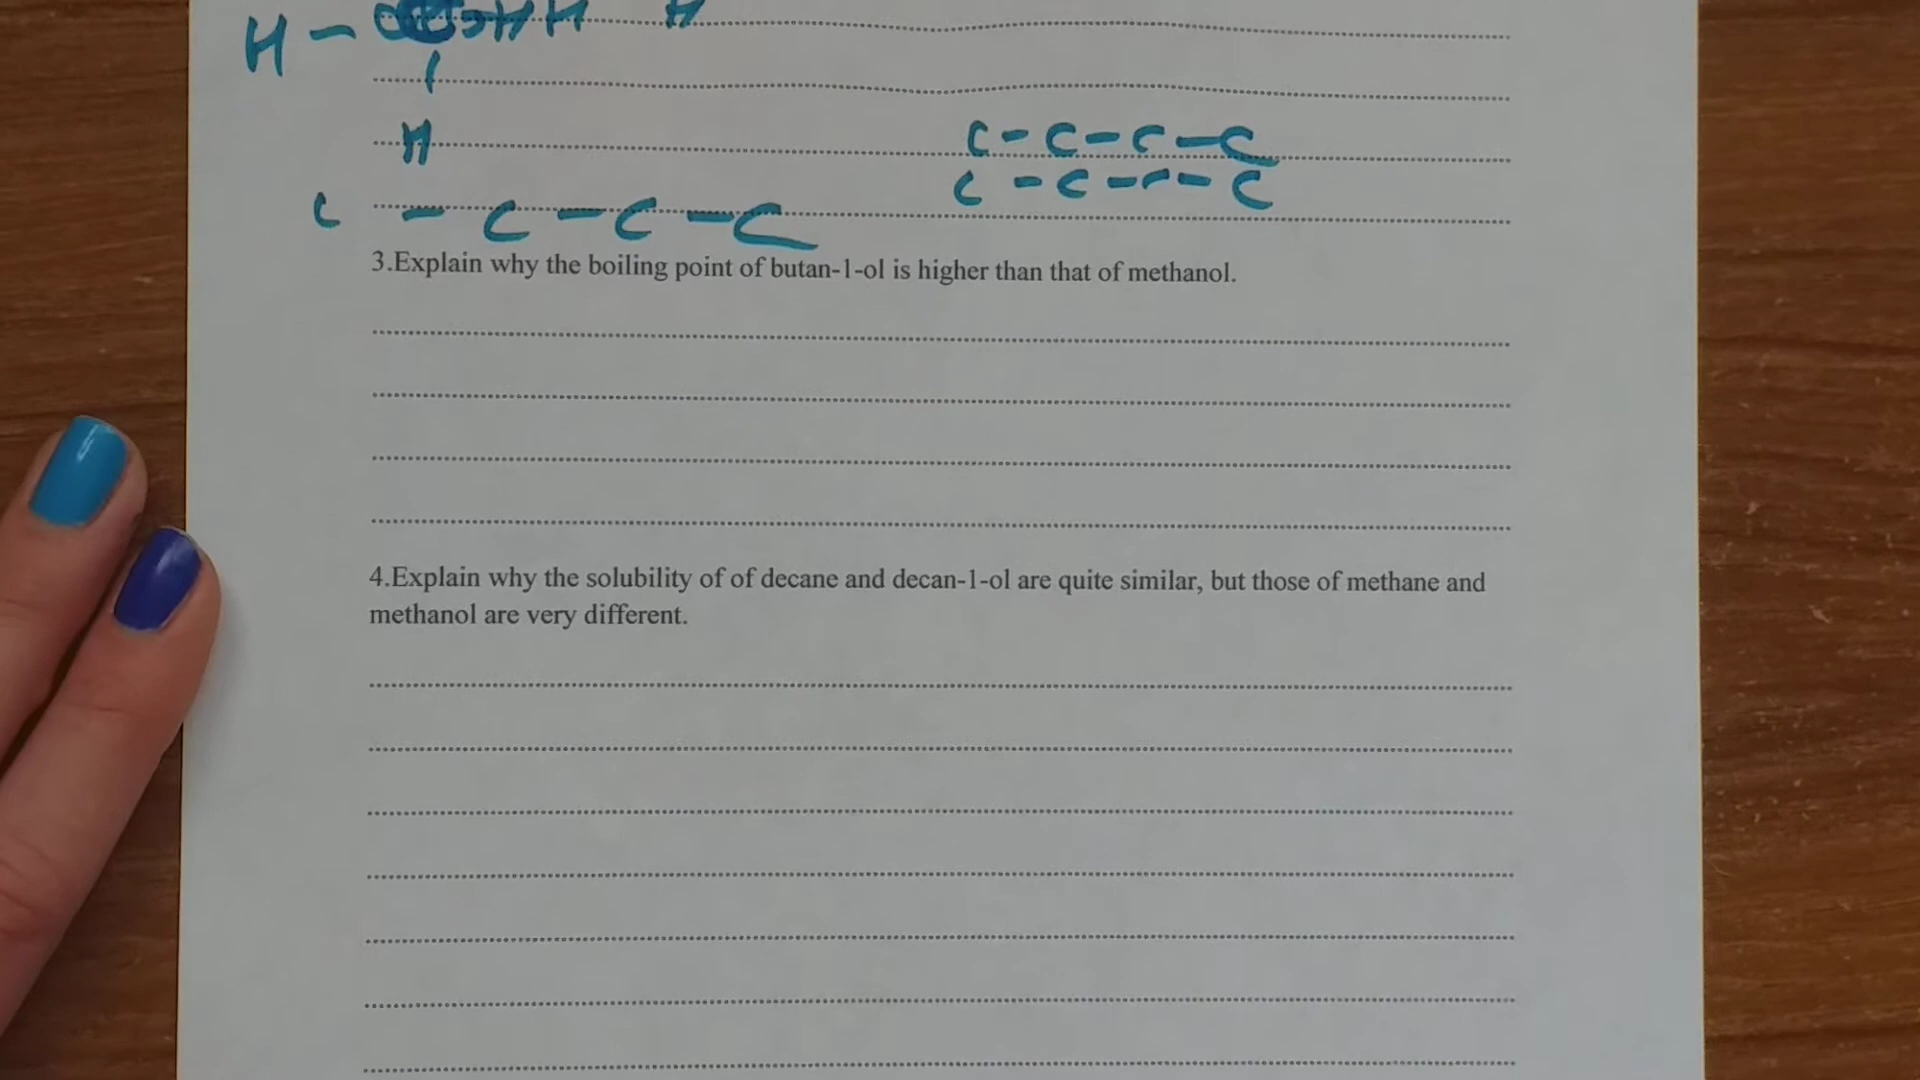 H -
H
C - C - C - C
C - C - - C
C - C - C - C
3.Explain why the boiling point of butan-1-ol is higher than that of methanol.
4.Explain why the solubility of of decane and decan-1-ol are quite similar, but those of methane and
methanol are very different.